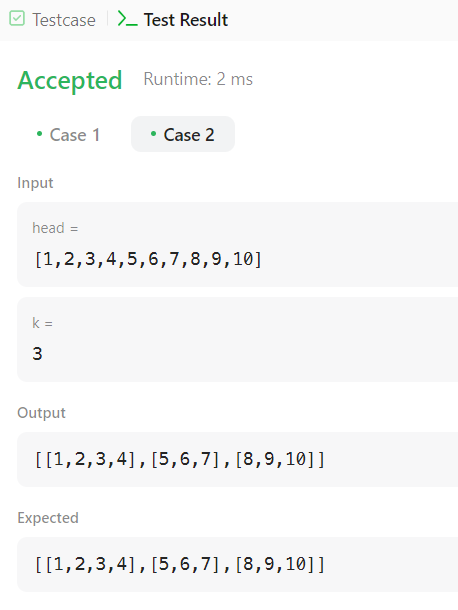 Testcase Test Result
Accepted Runtime: 2 ms
Case 1 Case 2
Input
head =
[1,2,3,4,5,6,7,8,9,10]
k =
3
Output
[[1,2,3,4],[5,6,7],[8,9,10]]
Expected
[[1,2,3,4],[5,6,7],[8,9,10]]